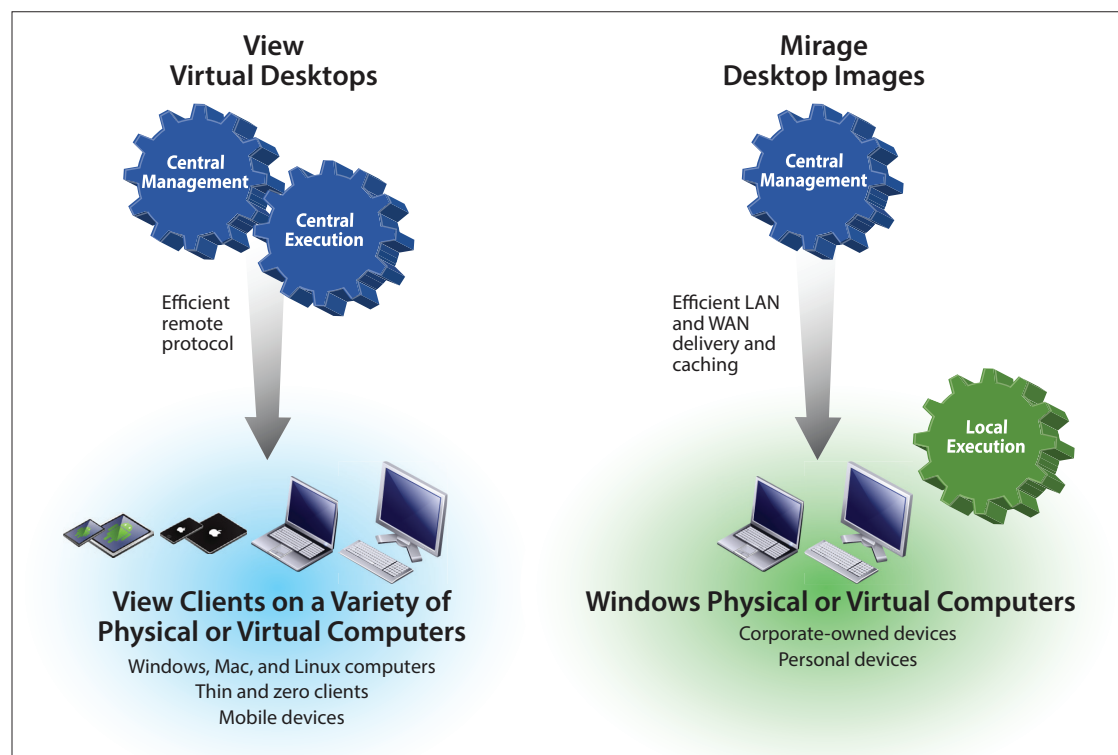 View
Virtual Desktops
Central
Management
Central
Execution
Efficient
remote
protocol
View Clients on a Variety of
Physical or Virtual Computers
Windows, Mac, and Linux computers
Thin and zero clients
Mobile devices
Mirage
Desktop Images
Central
Management
Efficient LAN
and WAN
delivery and
caching
Local
Execution
Windows Physical or Virtual Computers
Corporate-owned devices
Personal devices